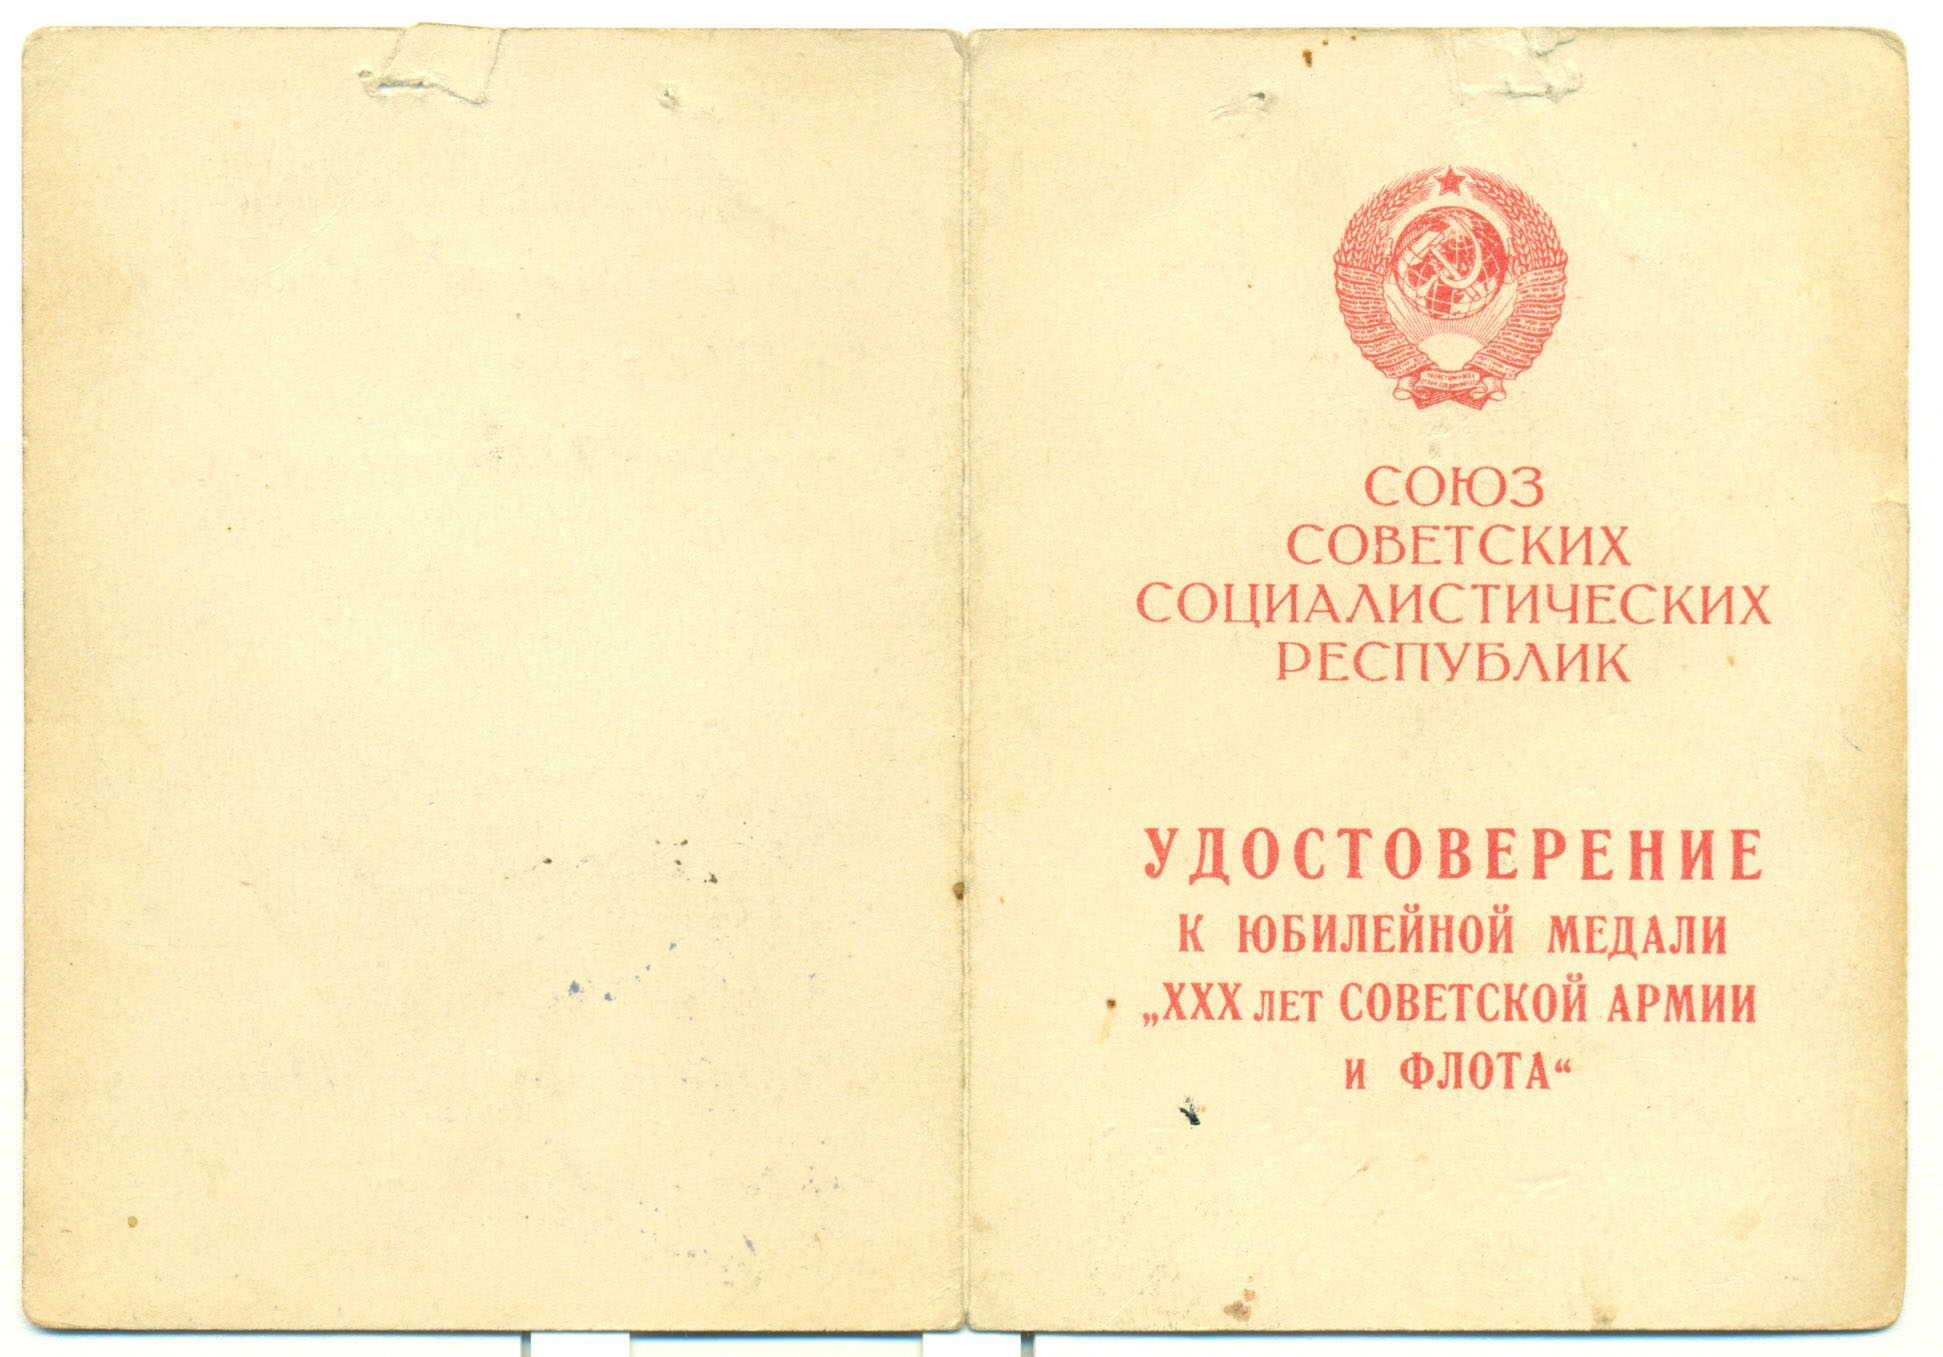 СОЮЗ
СОВЕТСКИХ
СОЦИАЛИСТИЧЕСКИХ
РЕСПУБЛИК
УДОСТОВЕРЕНИЕ
К ЮБИЛЕЙНОЙ МЕДАЛИ
„XXX ЛЕТ СОВЕТСКОЙ АРМИИ
И ФЛОТА“